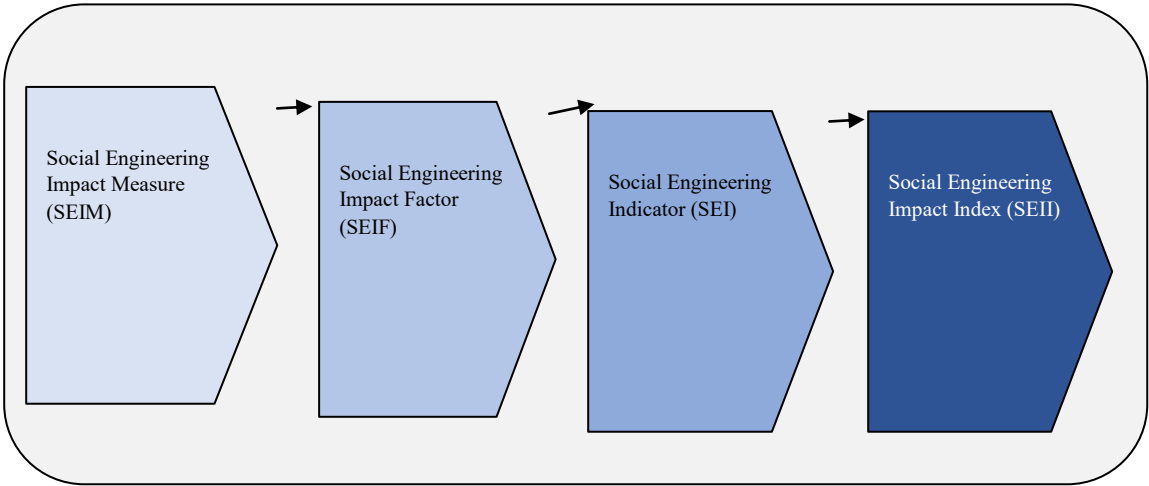 Social Engineering
Impact Measure
(SEIM)
Social Engineering
Impact Factor
(SEIF)
Social Engineering
Indicator (SEI)
Social Engineering
Impact Index (SEII)